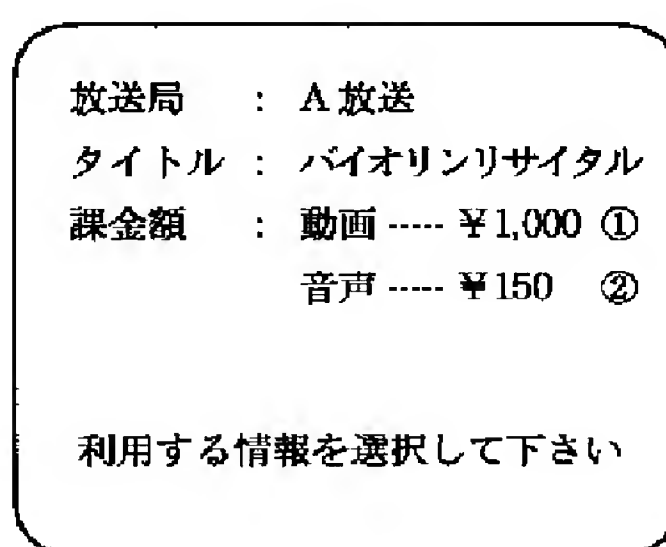 放送局 : A放送
タイトル : バイオリンリサイタル
課金額 : 動画 ----- ¥1,000 ①
音声 ----- ¥150 ②
利用する情報を選択して下さい